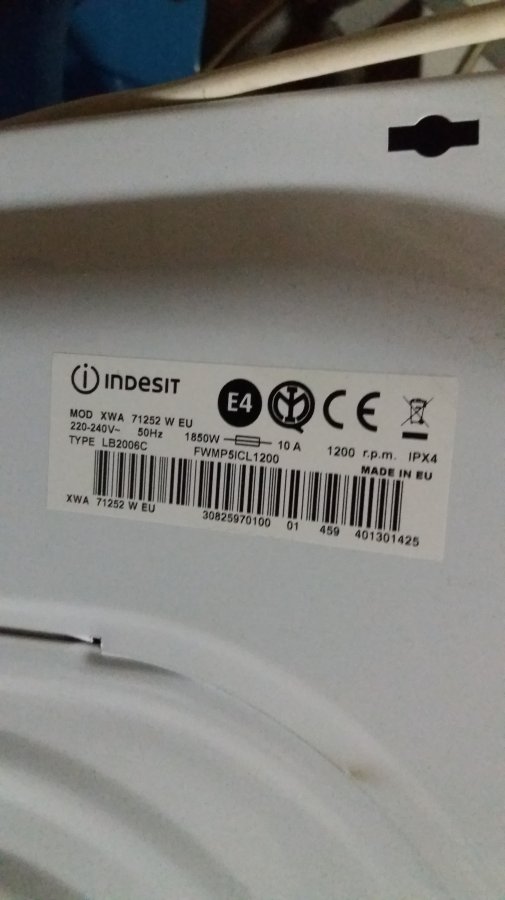 indesit
E4
CE
MOD XWA 71252 W EU
220-240V~ 50Hz 1850W 10 A 1200 r.p.m. IPX4
TYPE LB2006C FWMP5ICL1200 MADE IN EU
XWA 71252 W EU 30825970100 01 459 401301425